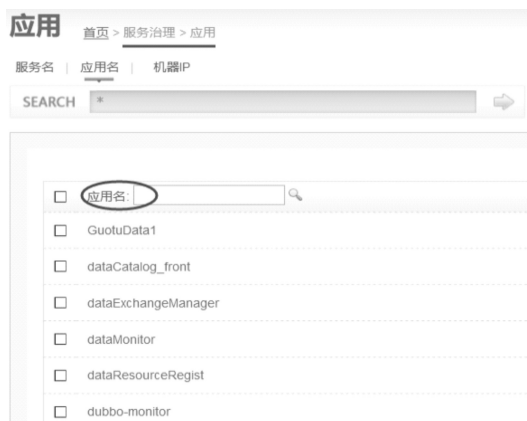 应用 首页 > 服务治理 > 应用
服务名 | 应用名 | 机器IP
SEARCH *
应用名:
GuotuData1
dataCatalog_front
dataExchangeManager
dataMonitor
dataResourceRegist
dubbo-monitor